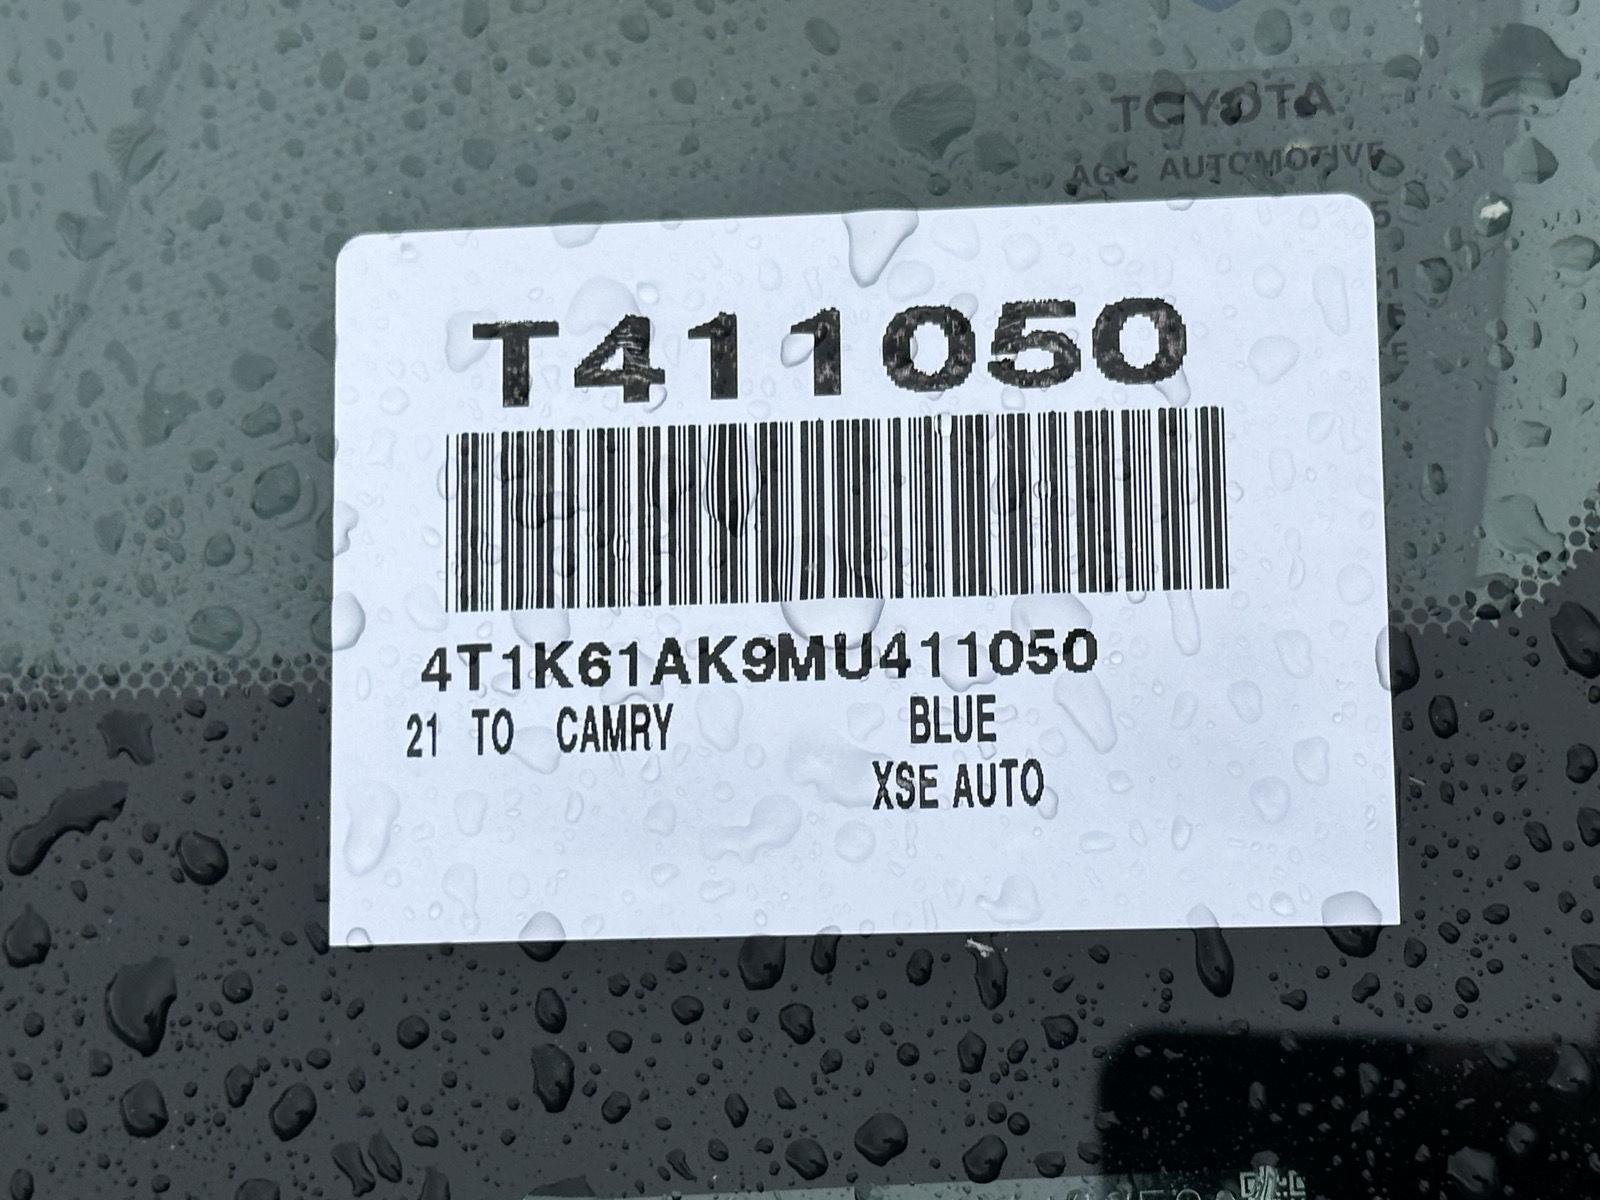 TOYOTA
AGC AUTOMOTIVE
T411050
4T1K61AK9MU411050
21 TO CAMRY BLUE
XSE AUTO